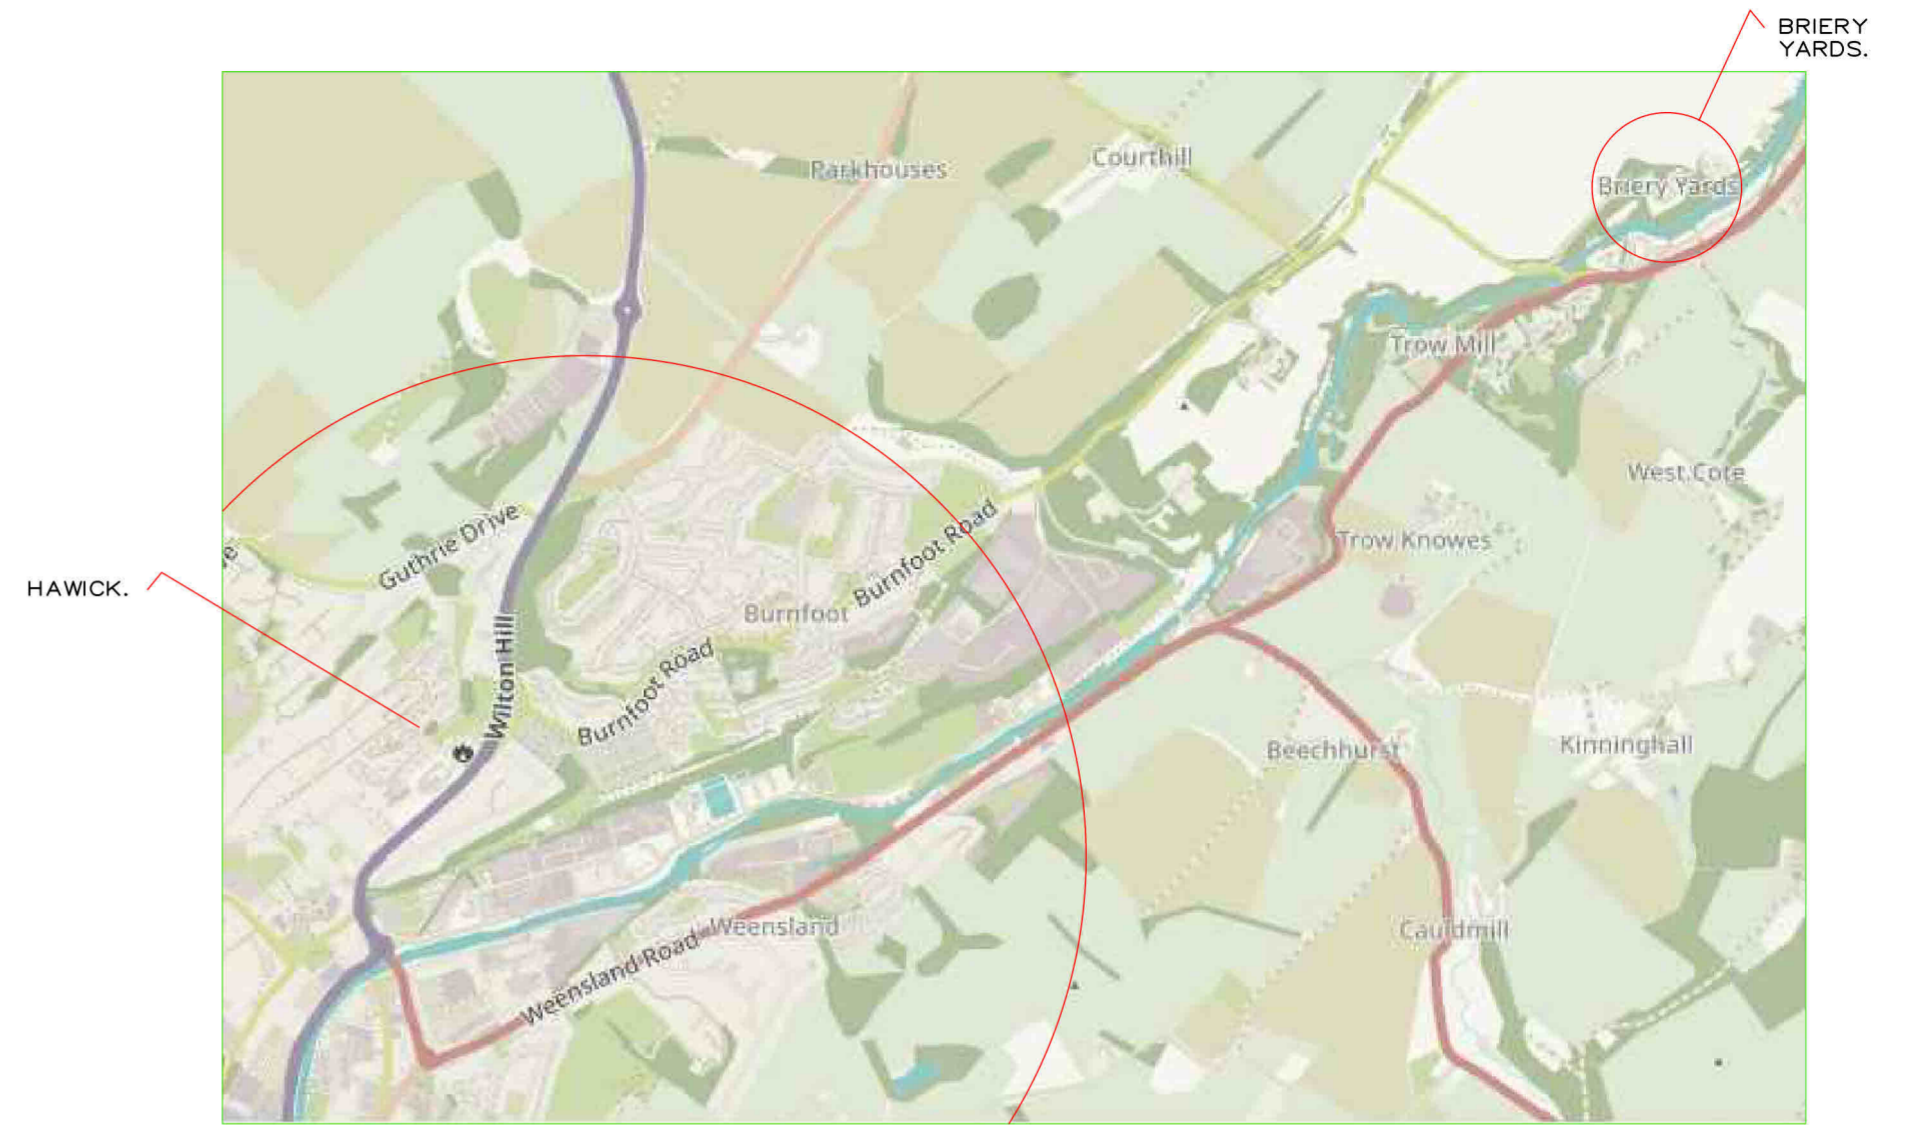 BRIERY
YARDS.
Parkhouses
Courthill
Briery Yards
Trow Mill
West Cote
Guthrie Drive
Burnfoot Road
Trow Knowes
HAWICK.
Burnfoot
Wilton Hill
Burnfoot Road
Beechhurst
Kinninghall
Weensland
Cauldmill
Weensland Road